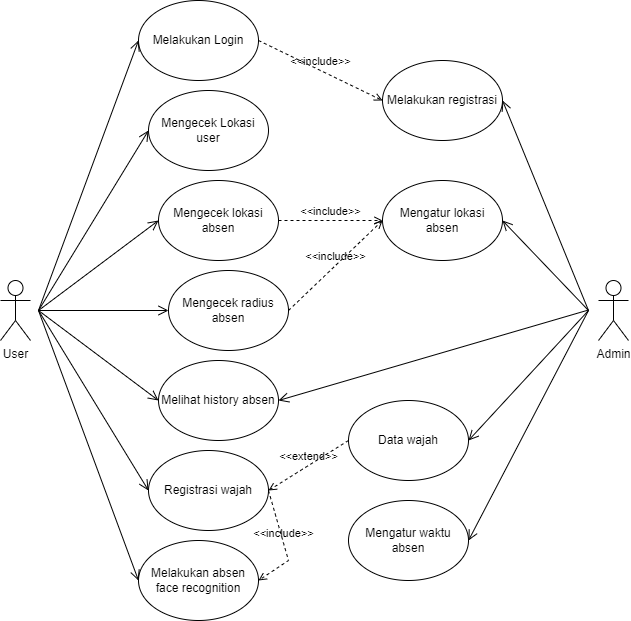 Melakukan Login
<<include>>
Melakukan registrasi
Mengecek Lokasi
user
Mengecek lokasi
absen
<<include>>
Mengatur lokasi
absen
<<include>>
Mengecek radius
absen
User
Admin
Melihat history absen
Data wajah
<<extend>>
Registrasi wajah
<<include>>
Mengatur waktu
absen
Melakukan absen
face recognition